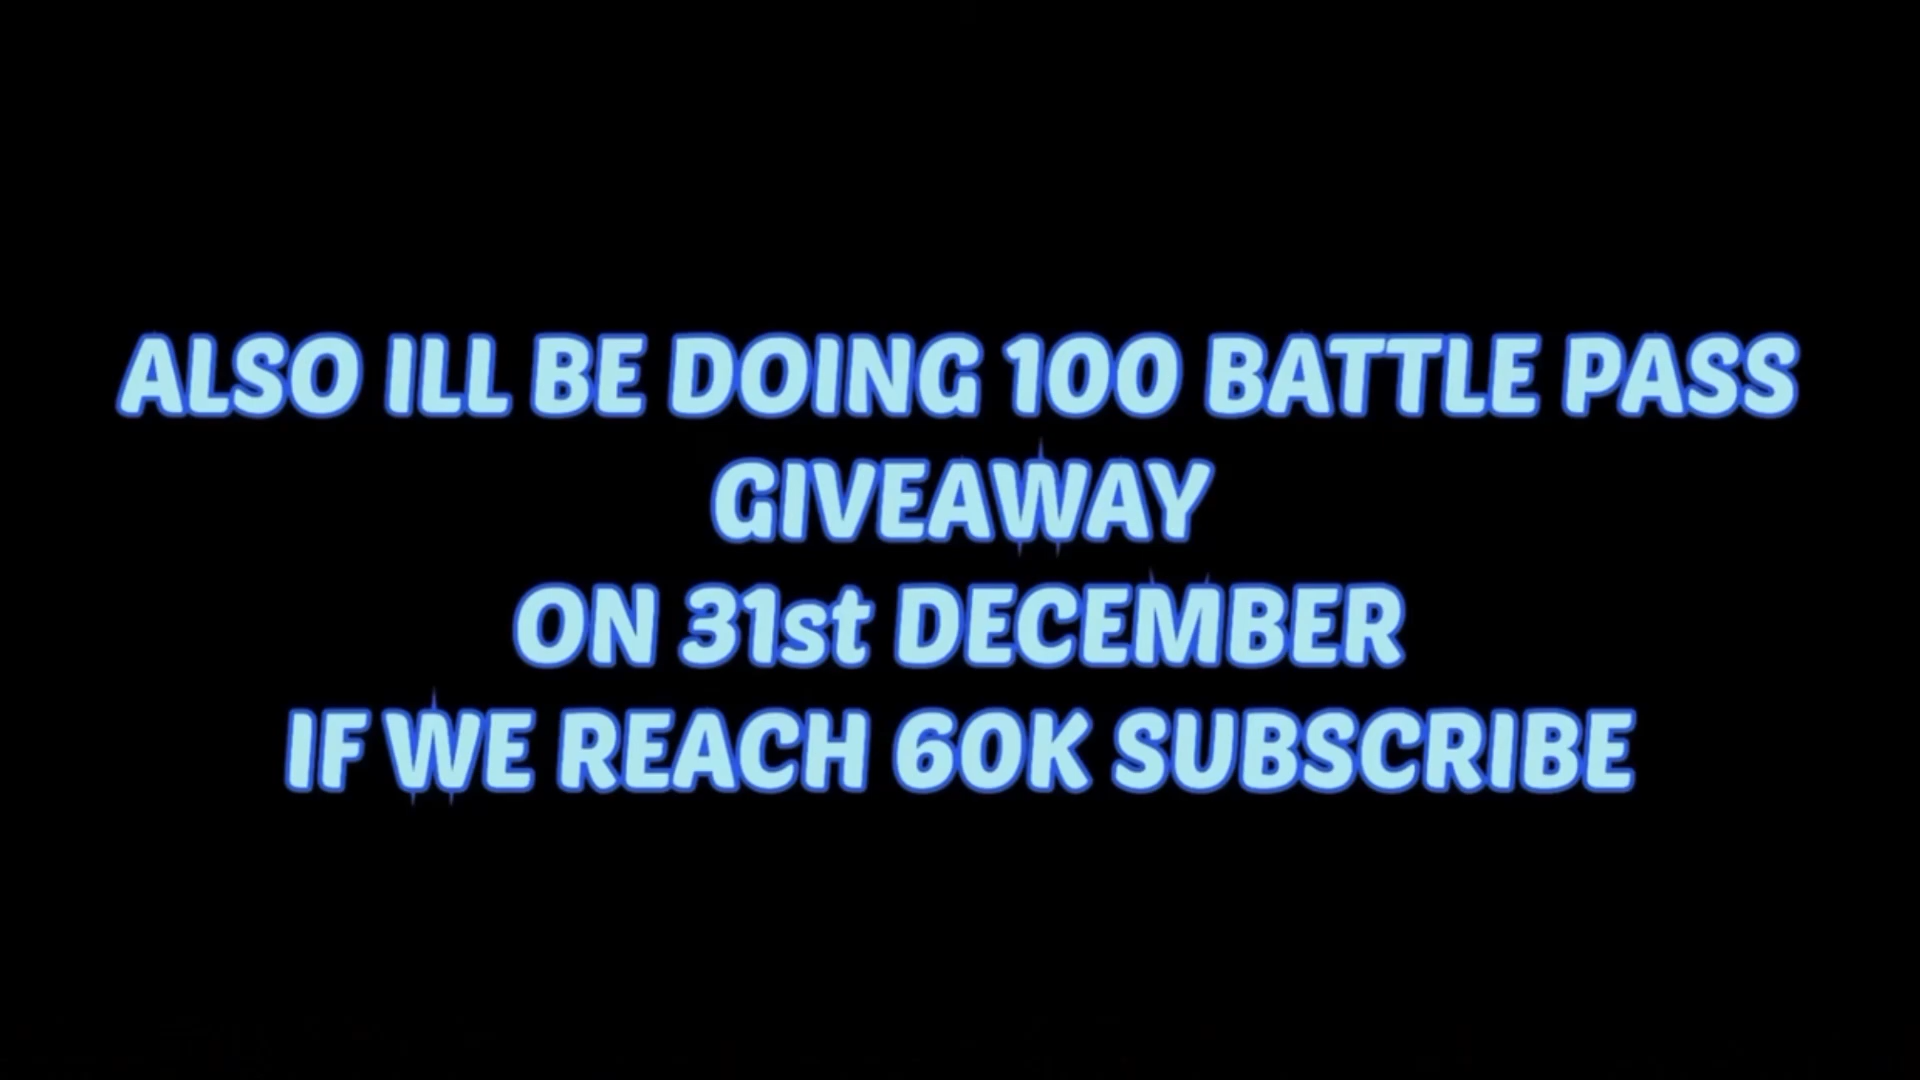 ALSO ILL BE DOING 100 BATTLE PASS
GIVEAWAY
ON 31st DECEMBER
IF WE REACH 60K SUBSCRIBE